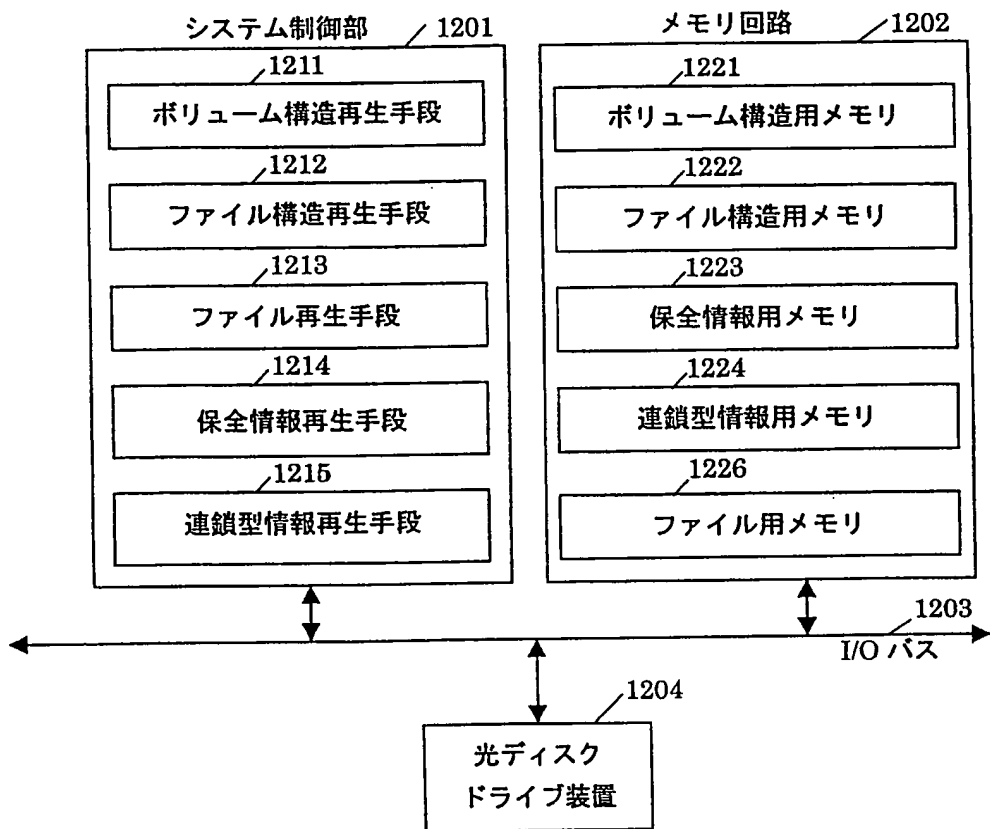 システム制御部 1201
1211
ボリューム構造再生手段
1212
ファイル構造再生手段
1213
ファイル再生手段
1214
保全情報再生手段
1215
連鎖型情報再生手段
メモリ回路 1202
1221
ボリューム構造用メモリ
1222
ファイル構造用メモリ
1223
保全情報用メモリ
1224
連鎖型情報用メモリ
1226
ファイル用メモリ
1203
I/O バス
1204
光ディスク
ドライブ装置